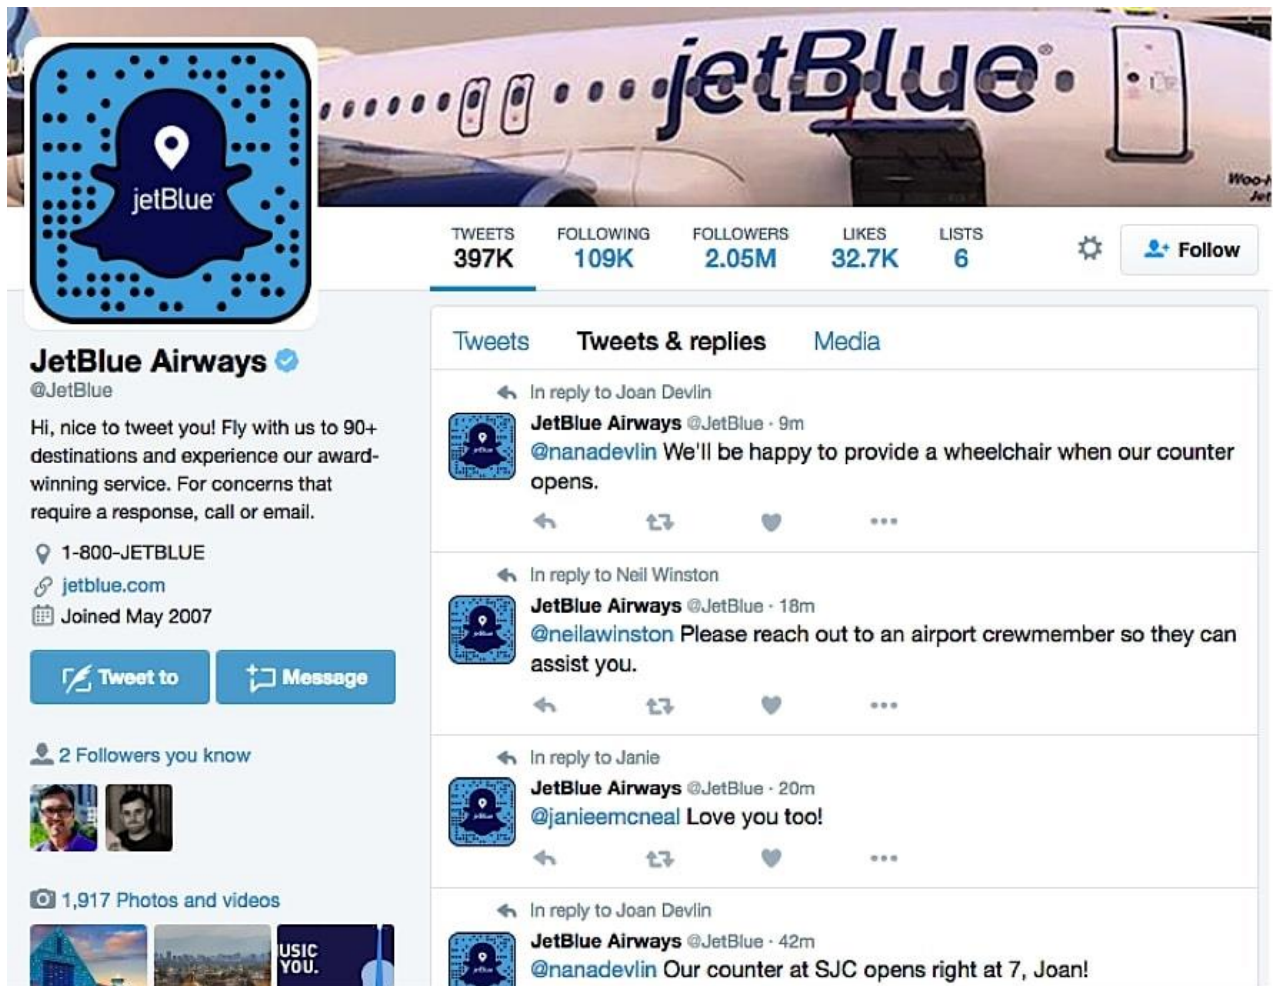 jetBlue
Woo-H
Jet
jetBlue
TWEETS
397K
FOLLOWING
109K
FOLLOWERS
2.05M
LIKES
32.7K
LISTS
6
Follow
JetBlue Airways
@JetBlue
Hi, nice to tweet you! Fly with us to 90+
destinations and experience our award-
winning service. For concerns that
require a response, call or email.
1-800-JETBLUE
jetblue.com
Joined May 2007
Tweet to
Message
2 Followers you know
1,917 Photos and videos
USIC
YOU.
Tweets
Tweets & replies
Media
In reply to Joan Devlin
JetBlue Airways @JetBlue · 9m
@nanadevlin We'll be happy to provide a wheelchair when our counter
opens.
In reply to Neil Winston
JetBlue Airways @JetBlue · 18m
@neilawinston Please reach out to an airport crewmember so they can
assist you.
In reply to Janie
JetBlue Airways @JetBlue · 20m
@janieemcneal Love you too!
In reply to Joan Devlin
JetBlue Airways @JetBlue · 42m
@nanadevlin Our counter at SJC opens right at 7, Joan!